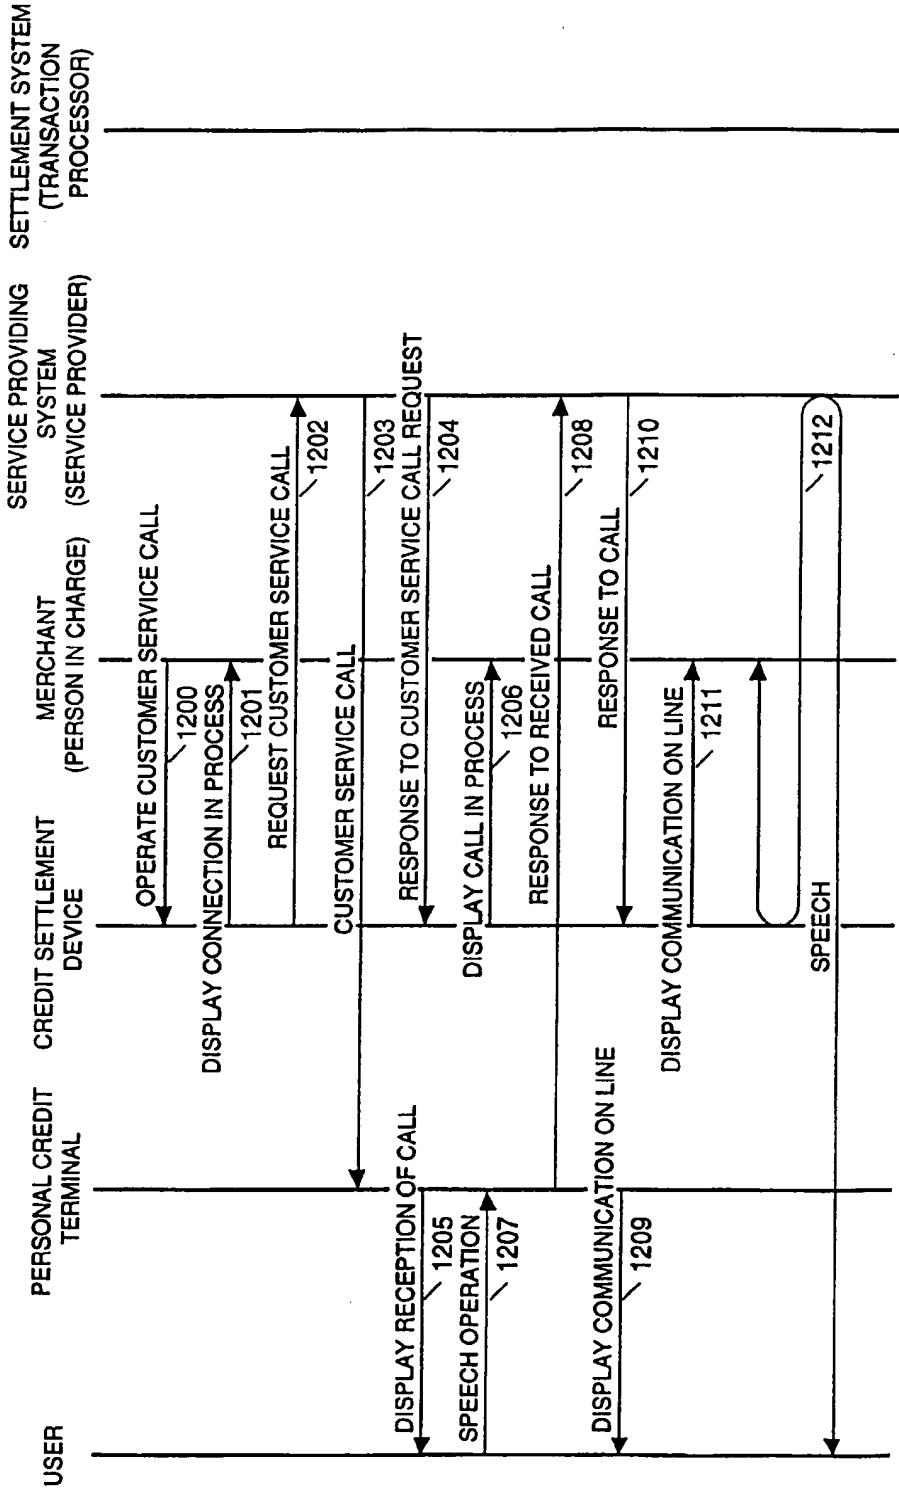 USER
PERSONAL CREDIT
TERMINAL
CREDIT SETTLEMENT
DEVICE
MERCHANT
(PERSON IN CHARGE)
SERVICE PROVIDING
SYSTEM
(SERVICE PROVIDER)
SETTLEMENT SYSTEM
(TRANSACTION
PROCESSOR)
OPERATE CUSTOMER SERVICE CALL
1200
DISPLAY CONNECTION IN PROCESS
1201
REQUEST CUSTOMER SERVICE CALL
1202
CUSTOMER SERVICE CALL
1203
RESPONSE TO CUSTOMER SERVICE CALL REQUEST
1204
DISPLAY RECEPTION OF CALL
1205
DISPLAY CALL IN PROCESS
1206
SPEECH OPERATION
1207
RESPONSE TO RECEIVED CALL
1208
DISPLAY COMMUNICATION ON LINE
1209
RESPONSE TO CALL
1210
DISPLAY COMMUNICATION ON LINE
1211
SPEECH
1212